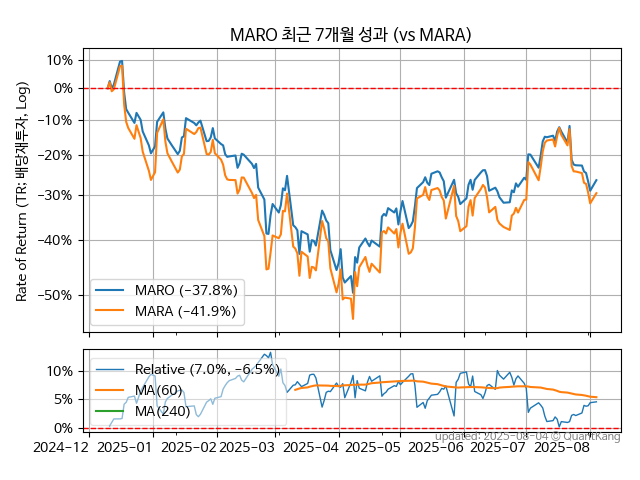 MARO 최근 7개월 성과 (vs MARA)
Rate of Return (TR: 배당재투자, Log)
10%
0%
−10%
−20%
−30%
−40%
−50%
MARO (−37.8%)
MARA (−41.9%)
10%
5%
0%
Relative (7.0%, −6.5%)
MA(60)
MA(240)
2024−12
2025−01
2025−02
2025−03
2025−04
2025−05
2025−06
2025−07
2025−08
updated: 2025−08−04 © QuantKang